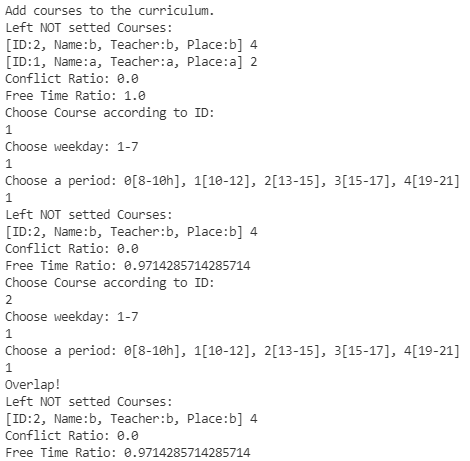 Add courses to the curriculum.
Left NOT setted Courses:
[ID:2, Name:b, Teacher:b, Place:b] 4
[ID:1, Name:a, Teacher:a, Place:a] 2
Conflict Ratio: 0.0
Free Time Ratio: 1.0
Choose Course according to ID:
1
Choose weekday: 1-7
1
Choose a period: 0[8-10h], 1[10-12], 2[13-15], 3[15-17], 4[19-21]
1
Left NOT setted Courses:
[ID:2, Name:b, Teacher:b, Place:b] 4
Conflict Ratio: 0.0
Free Time Ratio: 0.9714285714285714
Choose Course according to ID:
2
Choose weekday: 1-7
1
Choose a period: 0[8-10h], 1[10-12], 2[13-15], 3[15-17], 4[19-21]
1
Overlap!
Left NOT setted Courses:
[ID:2, Name:b, Teacher:b, Place:b] 4
Conflict Ratio: 0.0
Free Time Ratio: 0.9714285714285714